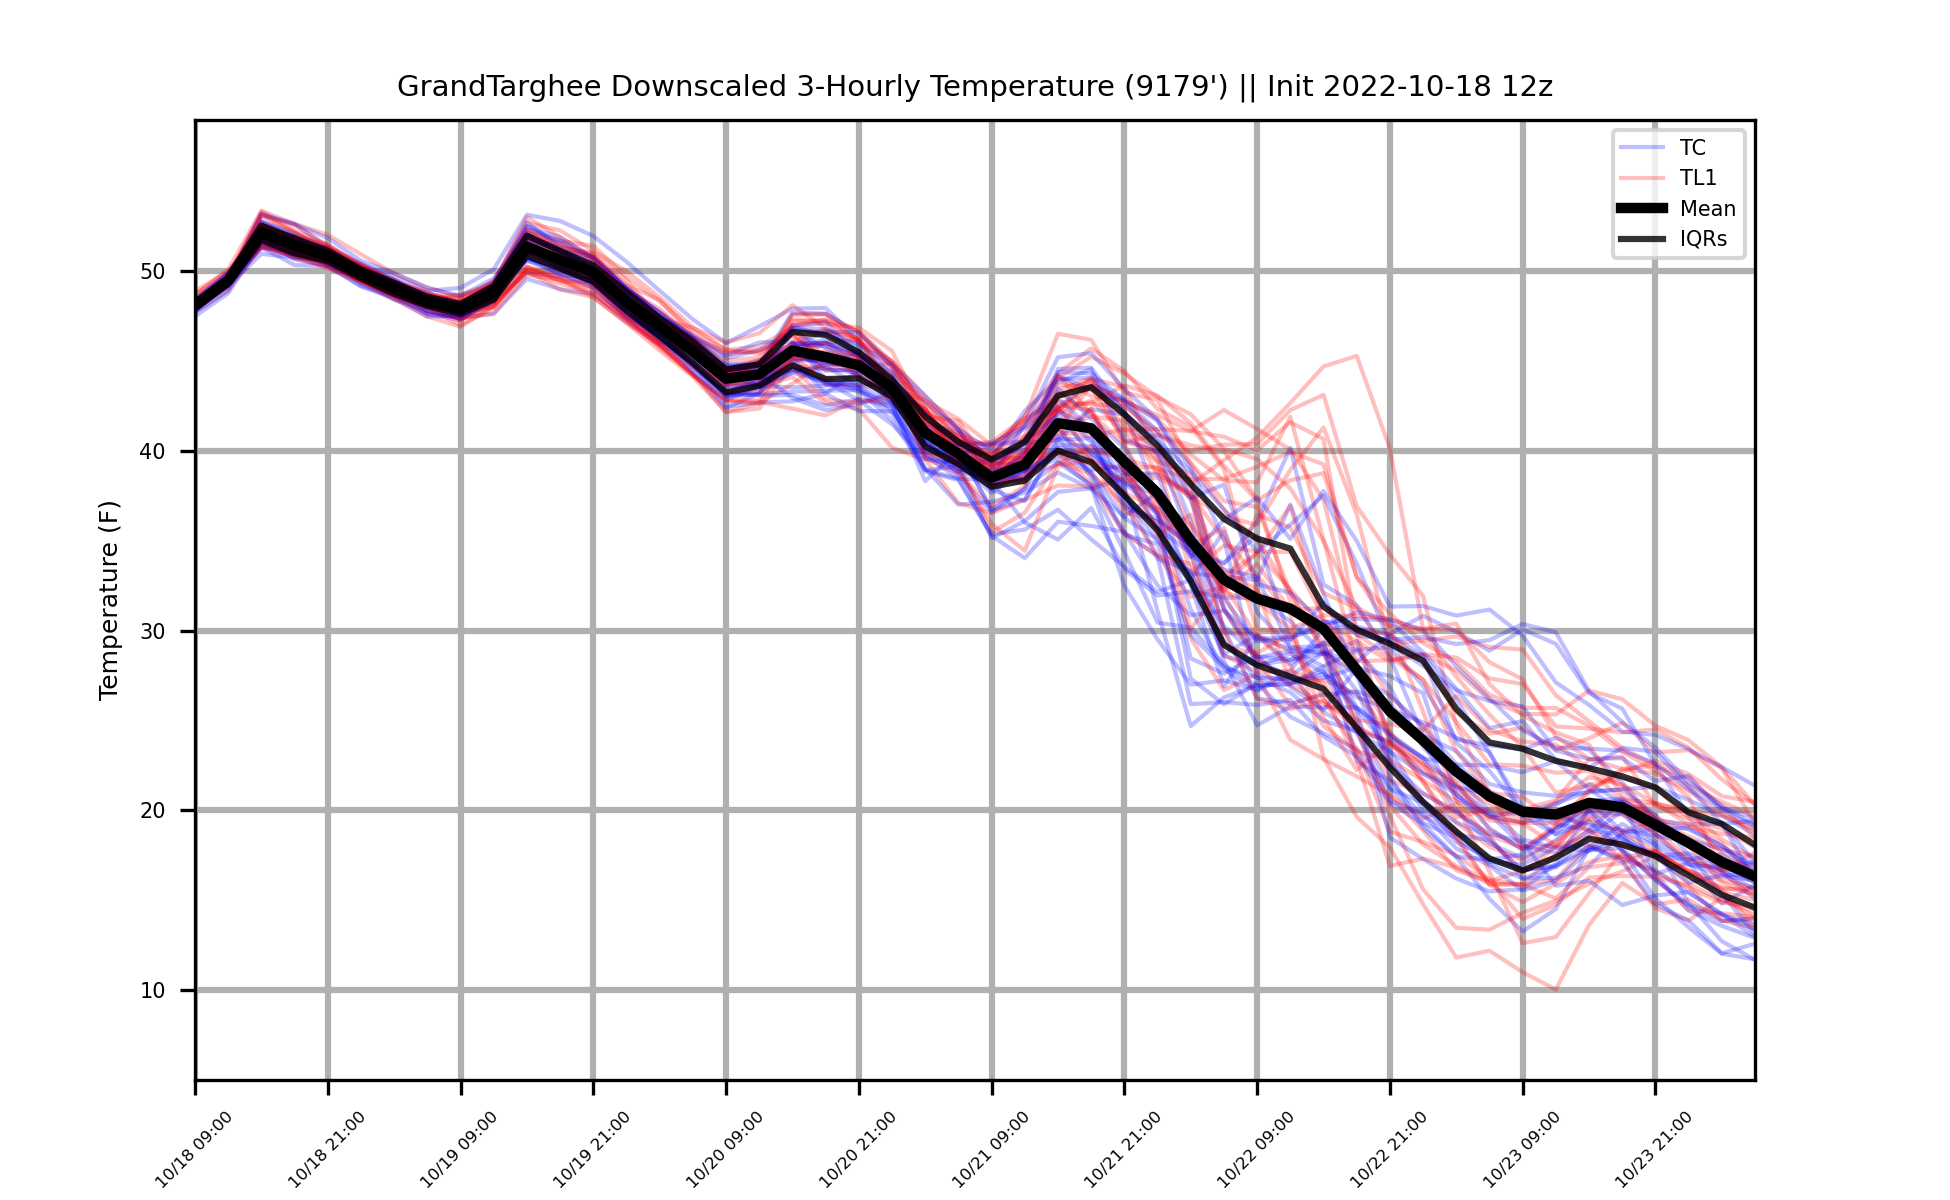 GrandTarghee Downscaled 3-Hourly Temperature (9179') || Init 2022-10-18 12z
TC
TL1
Mean
IQRs
Temperature (F)
50
40
30
20
10
10/18 09:00
10/18 21:00
10/19 09:00
10/19 21:00
10/20 09:00
10/20 21:00
10/21 09:00
10/21 21:00
10/22 09:00
10/22 21:00
10/23 09:00
10/23 21:00